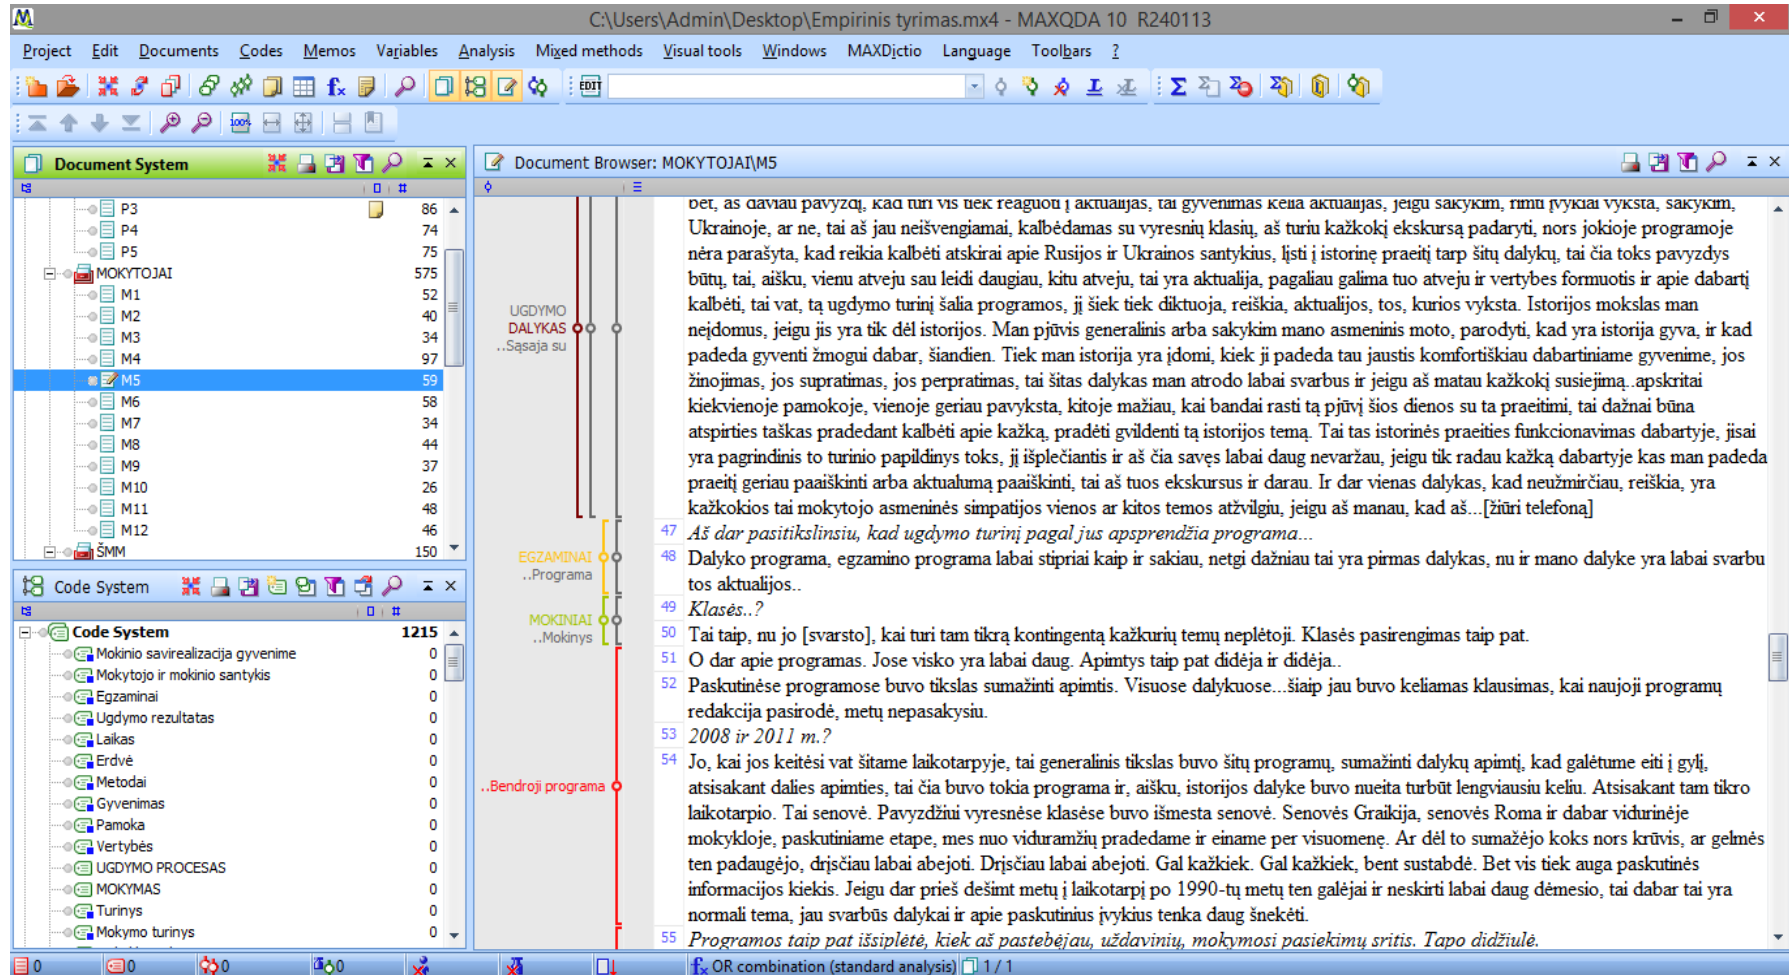 C:\Users\Admin\Desktop\Empirinis tyrimas.mx4 - MAXQDA 10 R240113
Project Edit Documents Codes Memos Variables Analysis Mixed methods Visual tools Windows MAXDictio Language Toolbars ?
Document System
P3 86
P4 74
P5 75
MOKYTOJAI 575
M1 52
M2 40
M3 34
M4 97
M5 59
M6 58
M7 34
M8 44
M9 37
M10 26
M11 48
M12 46
ŠMM 150
Code System
Code System 1215
Mokinio savirealizacija gyvenime 0
Mokytojo ir mokinio santykis 0
Egzaminai 0
Ugdymo rezultatas 0
Laikas 0
Erdvė 0
Metodai 0
Gyvenimas 0
Pamoka 0
Vertybės 0
UGDYMO PROCESAS 0
MOKYMAS 0
Turinys 0
Mokymo turinys 0
Document Browser: MOKYTOJAI\M5
UGDYMO
DALYKAS
..Sąsaja su
EGZAMINAI
..Programa
MOKINIAI
..Mokinys
..Bendroji programa
bet, aš daviau pavyzdį, kad turi vis tiek reaguoti į aktualijas, tai gyvenimas kelia aktualijas, jeigu sakykim, rimti įvykiai vyksta, sakykim,
Ukrainoje, ar ne, tai aš jau neišvengiamai, kalbėdamas su vyresnių klasių, aš turiu kažkokį ekskursą padaryti, nors jokioje programoje
nėra parašyta, kad reikia kalbėti atskirai apie Rusijos ir Ukrainos santykius, lįsti į istorinę praeitį tarp šitų dalykų, tai čia toks pavyzdys
būtų, tai, aišku, vienu atveju sau leidi daugiau, kitu atveju, tai yra aktualija, pagaliau galima tuo atveju ir vertybes formuotis ir apie dabartį
kalbėti, tai vat, tą ugdymo turinį šalia programos, jį šiek tiek diktuoja, reiškia, aktualijos, tos, kurios vyksta. Istorijos mokslas man
neįdomus, jeigu jis yra tik dėl istorijos. Man pjūvis generalinis arba sakykim mano asmeninis moto, parodyti, kad yra istorija gyva, ir kad
padeda gyventi žmogui dabar, šiandien. Tiek man istorija yra įdomi, kiek ji padeda tau jaustis komfortiškiau dabartiniame gyvenime, jos
žinojimas, jos supratimas, jos perpratimas, tai šitas dalykas man atrodo labai svarbus ir jeigu aš matau kažkokį susiejimą..apskritai
kiekvienoje pamokoje, vienoje geriau pavyksta, kitoje mažiau, kai bandai rasti tą pjūvį šios dienos su ta praeitimi, tai dažnai būna
atspirties taškas pradedant kalbėti apie kažką, pradėti gvildenti tą istorijos temą. Tai tas istorinės praeities funkcionavimas dabartyje, jisai
yra pagrindinis to turinio papildinys toks, jį išplečiantis ir aš čia savęs labai daug nevaržau, jeigu tik radau kažką dabartyje kas man padeda
praeitį geriau paaiškinti arba aktualumą paaiškinti, tai aš tuos ekskursus ir darau. Ir dar vienas dalykas, kad neužmirčiau, reiškia, yra
kažkokios tai mokytojo asmeninės simpatijos vienos ar kitos temos atžvilgiu, jeigu aš manau, kad aš...[žiūri telefoną]
47 Aš dar pasitikslinsiu, kad ugdymo turinį pagal jus apsprendžia programa...
48 Dalyko programa, egzamino programa labai stipriai kaip ir sakiau, netgi dažniau tai yra pirmas dalykas, nu ir mano dalyke yra labai svarbu
tos aktualijos..
49 Klasės..?
50 Tai taip, nu jo [svarsto], kai turi tam tikrą kontingentą kažkurių temų neplėtoji. Klasės pasirengimas taip pat.
51 O dar apie programas. Jose visko yra labai daug. Apimtys taip pat didėja ir didėja..
52 Paskutinėse programose buvo tikslas sumažinti apimtis. Visuose dalykuose...šiaip jau buvo keliamas klausimas, kai naujoji programų
redakcija pasirodė, metų nepasakysiu.
53 2008 ir 2011 m.?
54 Jo, kai jos keitėsi vat šitame laikotarpyje, tai generalinis tikslas buvo šitų programų, sumažinti dalykų apimtį, kad galėtume eiti į gylį,
atsisakant dalies apimties, tai čia buvo tokia programa ir, aišku, istorijos dalyke buvo nueita turbūt lengviausiu keliu. Atsisakant tam tikro
laikotarpio. Tai senovė. Pavyzdžiui vyresnėse klasėse buvo išmesta senovė. Senovės Graikija, senovės Roma ir dabar vidurinėje
mokykloje, paskutiniame etape, mes nuo viduramžių pradedame ir einame per visuomenę. Ar dėl to sumažėjo koks nors krūvis, ar gelmės
ten padaugėjo, drįsčiau labai abejoti. Drįsčiau labai abejoti. Gal kažkiek. Gal kažkiek, bent sustabdė. Bet vis tiek auga paskutinės
informacijos kiekis. Jeigu dar prieš dešimt metų į laikotarpį po 1990-tų metų ten galėjai ir neskirti labai daug dėmesio, tai dabar tai yra
normali tema, jau svarbūs dalykai ir apie paskutinius įvykius tenka daug šnekėti.
55 Programos taip pat išsiplėtė, kiek aš pastebėjau, uždavinių, mokymosi pasiekimų sritis. Tapo didžiulė.
0 0 0 0 OR combination (standard analysis) 1 / 1